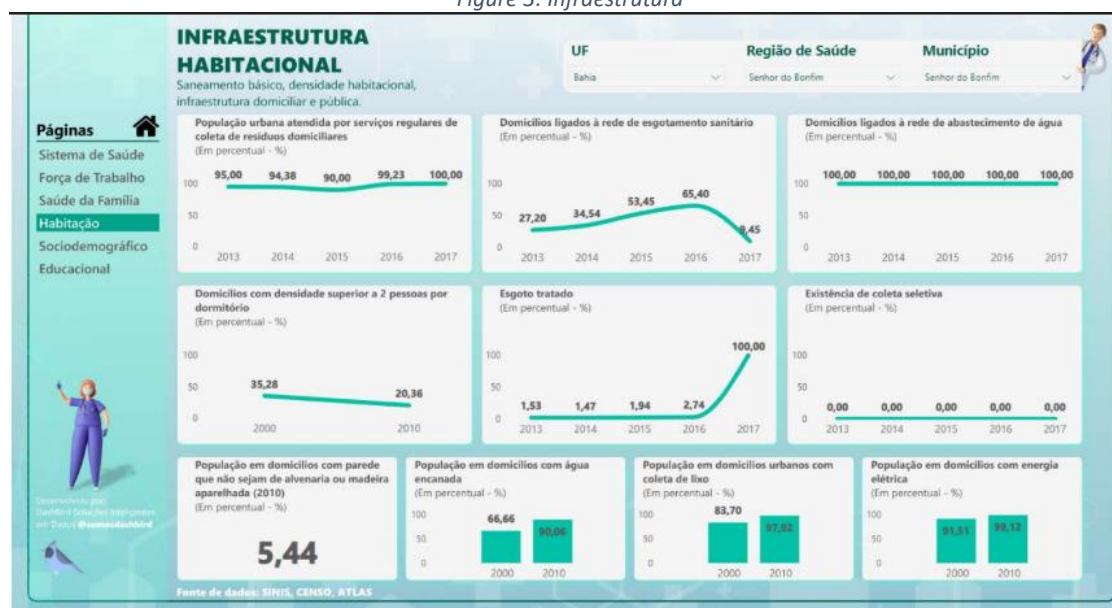 Figure 3: Infraestrutura
INFRAESTRUTURA
HABITACIONAL
Saneamento básico, densidade habitacional,
infraestrutura domiciliar e pública.
UF
Bahia
Região de Saúde
Senhor do Bonfim
Município
Senhor do Bonfim
Páginas
Sistema de Saúde
Força de Trabalho
Saúde da Família
Habitação
Sociodemográfico
Educacional
População urbana atendida por serviços regulares de
coleta de resíduos domiciliares
(Em percentual - %)
100
50
0
95,00 94,38 90,00 99,23 100,00
2013 2014 2015 2016 2017
Domicílios ligados à rede de esgotamento sanitário
(Em percentual - %)
100
50
0
27,20 34,54 53,45 65,40 9,45
2013 2014 2015 2016 2017
Domicílios ligados à rede de abastecimento de água
(Em percentual - %)
100
50
0
100,00 100,00 100,00 100,00 100,00
2013 2014 2015 2016 2017
Domicílios com densidade superior a 2 pessoas por
dormitório
(Em percentual - %)
100
50
0
35,28 20,36
2000 2010
Esgoto tratado
(Em percentual - %)
100
50
0
1,53 1,47 1,94 2,74 100,00
2013 2014 2015 2016 2017
Existência de coleta seletiva
(Em percentual - %)
100
50
0
0,00 0,00 0,00 0,00 0,00
2013 2014 2015 2016 2017
População em domicílios com parede
que não sejam de alvenaria ou madeira
aparelhada (2010)
(Em percentual - %)
5,44
População em domicílios com água
encanada
(Em percentual - %)
100
50
0
66,66 90,06
2000 2010
População em domicílios urbanos com
coleta de lixo
(Em percentual - %)
100
50
0
83,70 97,92
2000 2010
População em domicílios com energia
elétrica
(Em percentual - %)
100
50
0
91,51 99,12
2000 2010
Desenvolvido por:
DashBird Soluções Inteligentes
em Dados @somosdashbird
Fonte de dados: SINIS, CENSO, ATLAS